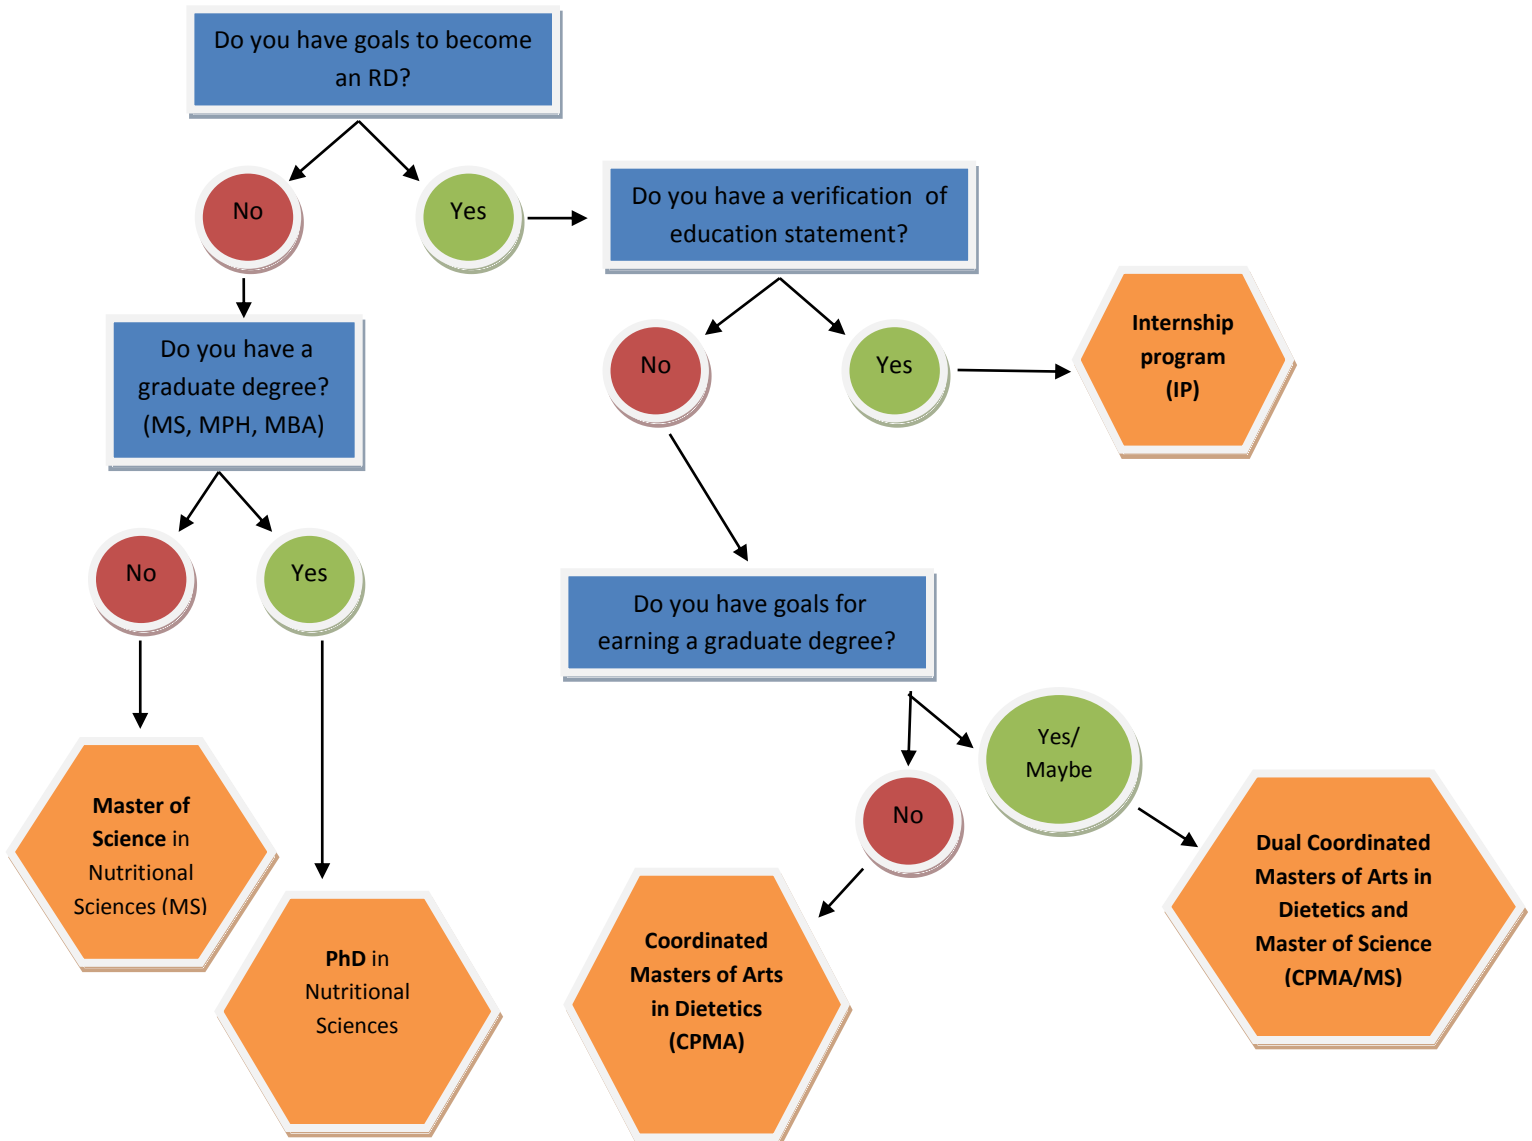 Do you have goals to become
an RD?
No
Yes
Do you have a verification of
education statement?
Do you have a
graduate degree?
(MS, MPH, MBA)
No
Yes
Internship
program
(IP)
No
Yes
Do you have goals for
earning a graduate degree?
No
Yes/
Maybe
Master of
Science in
Nutritional
Sciences (MS)
PhD in
Nutritional
Sciences
Coordinated
Masters of Arts
in Dietetics
(CPMA)
Dual Coordinated
Masters of Arts in
Dietetics and
Master of Science
(CPMA/MS)